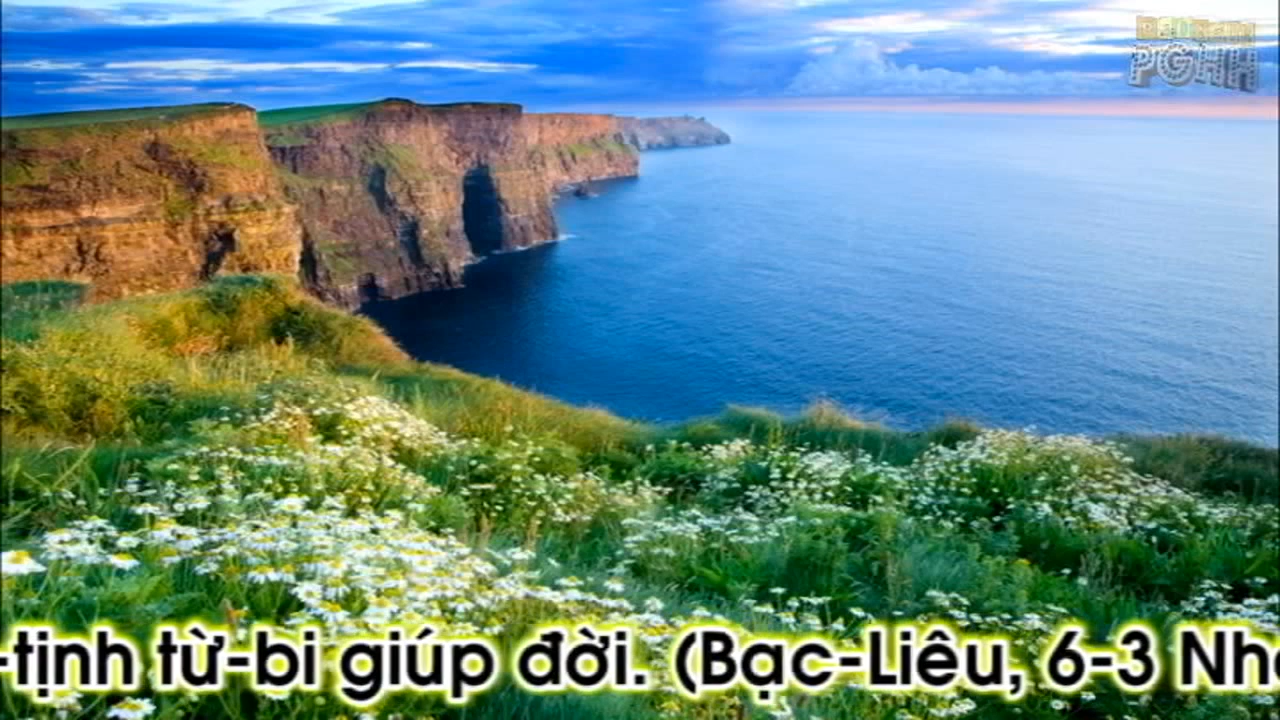 PGHH
-tịnh từ-bi giúp đời. (Bạc-Liêu, 6-3 Nh